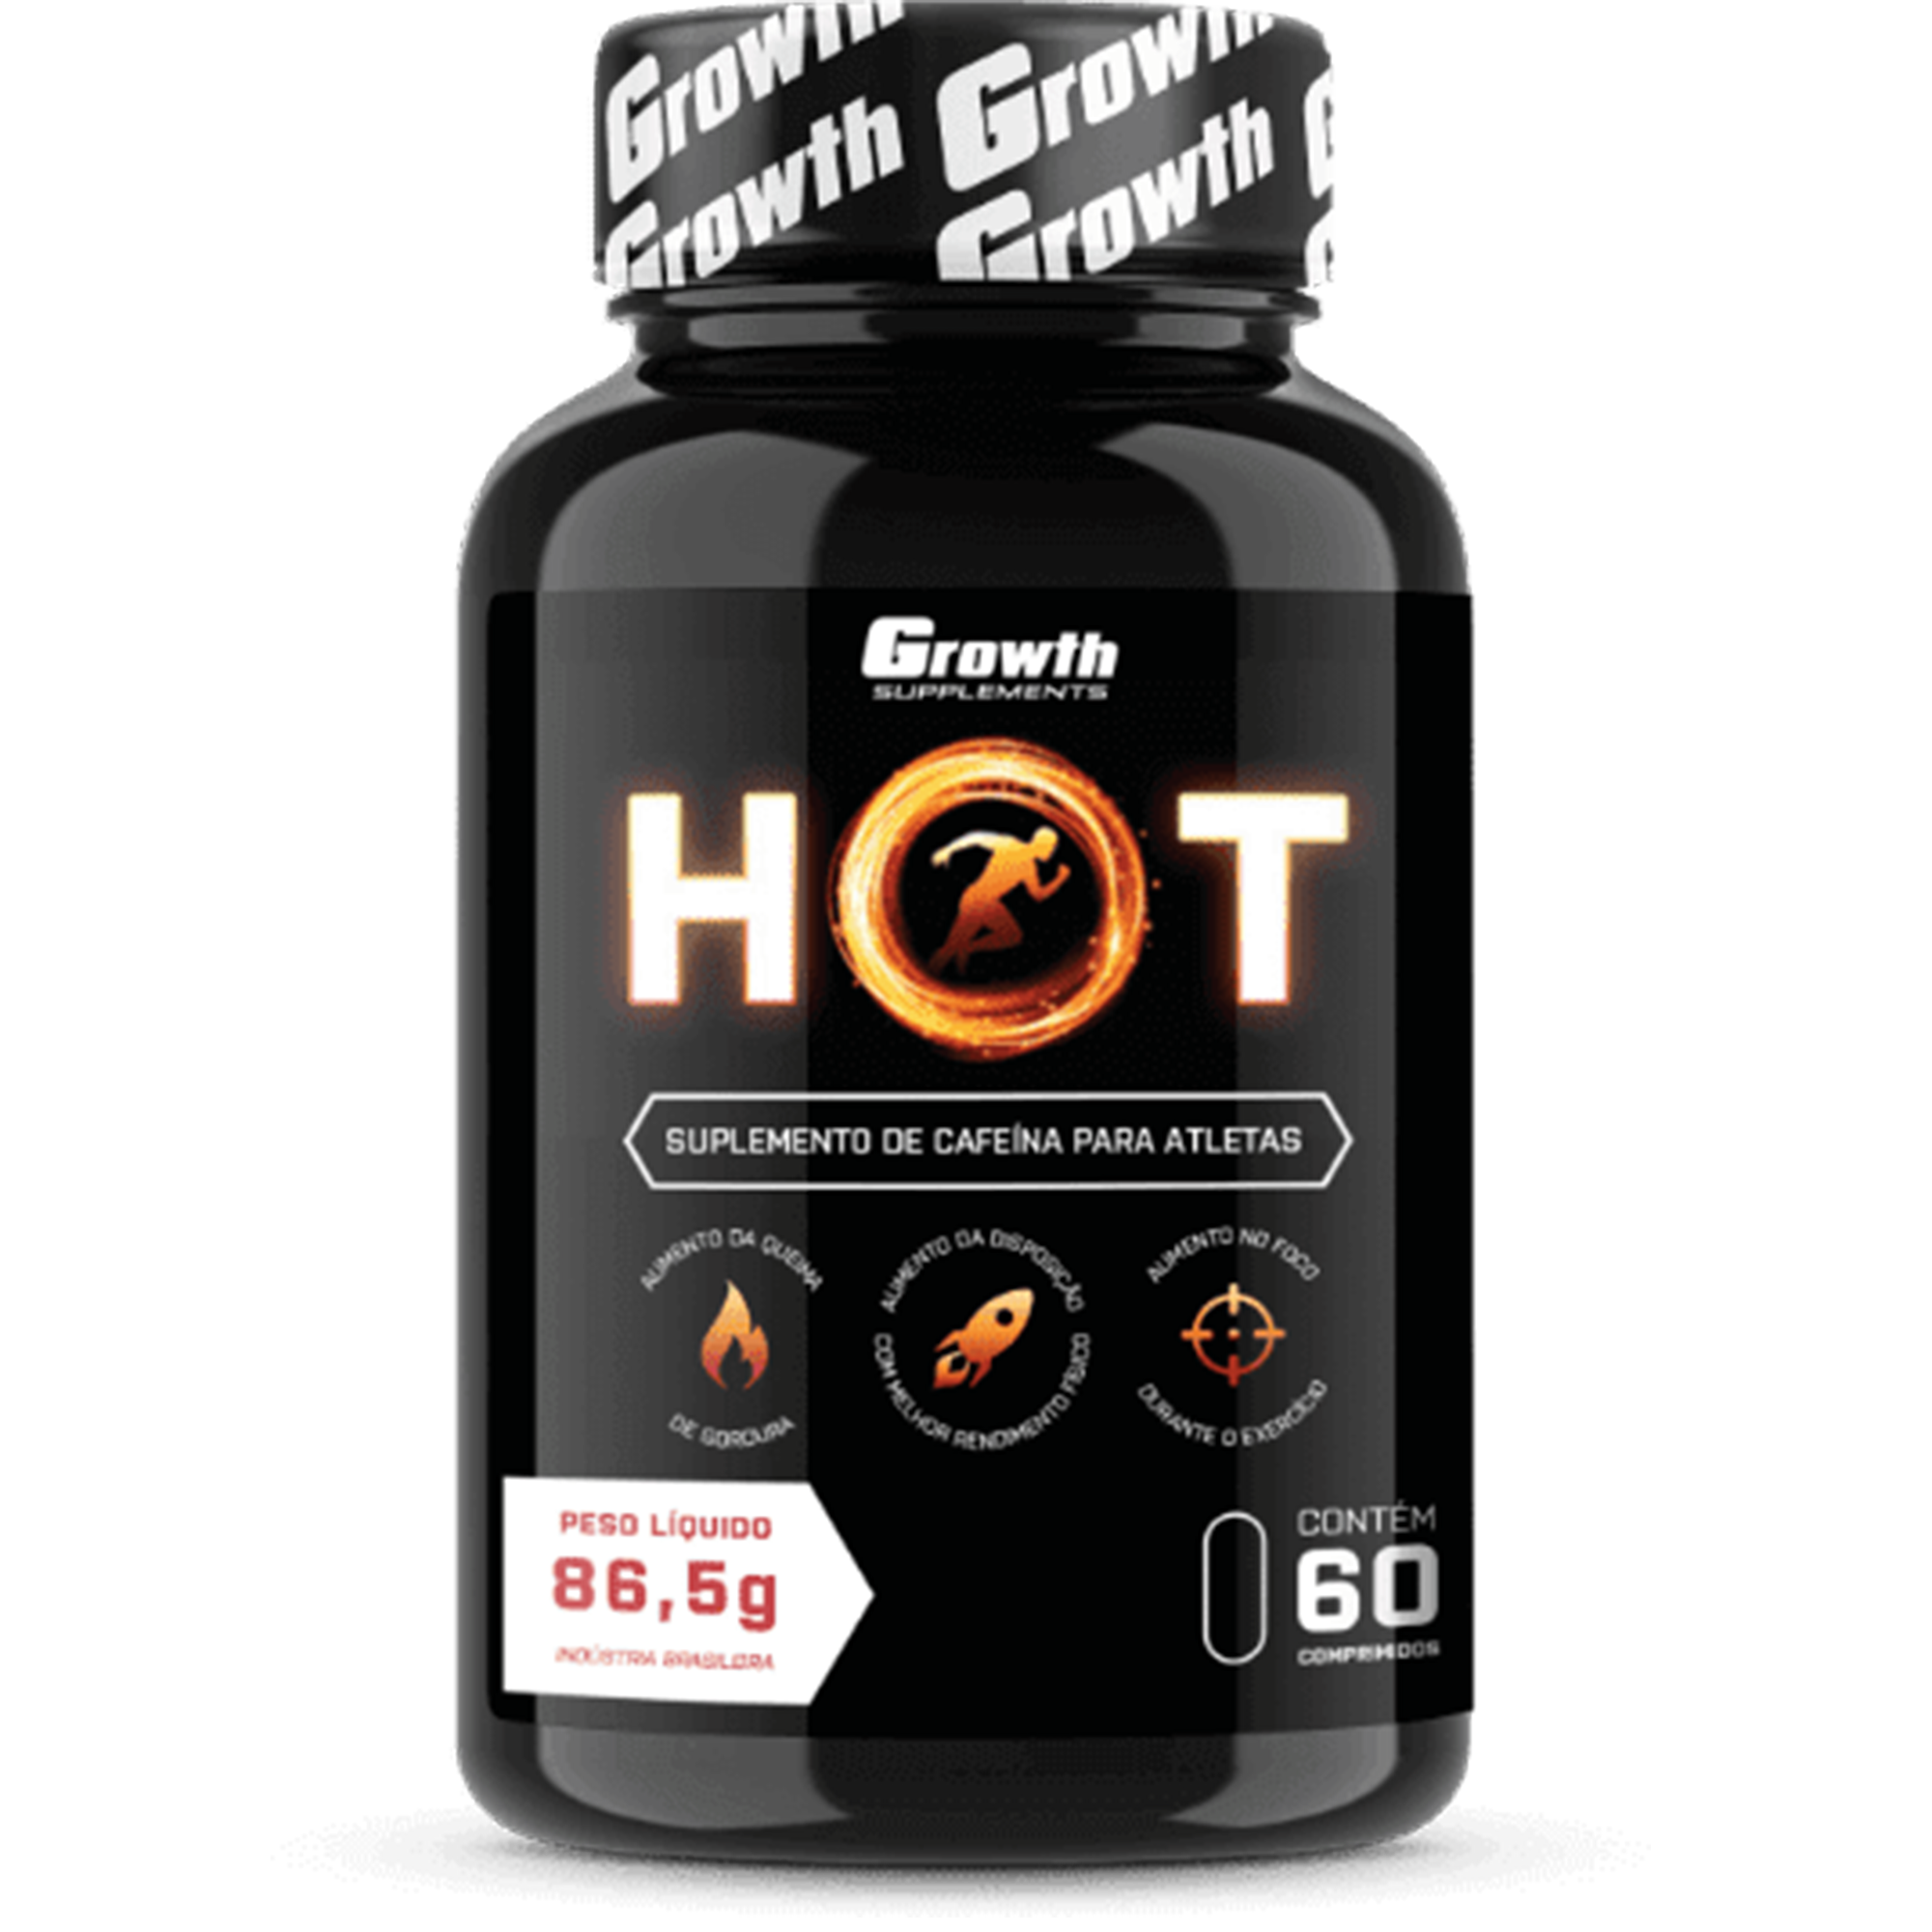 Growth
Growth
Growth
Growth
Growth
SUPPLEMENTS
HOT
SUPLEMENTO DE CAFEÍNA PARA ATLETAS
AUMENTO DA QUEIMA
DE GORDURA
AUMENTO DA DISPOSIÇÃO
COM MELHOR RENDIMENTO FÍSICO
AUMENTO NO FOCO
DURANTE O EXERCÍCIO
PESO LÍQUIDO
86,5g
INDÚSTRIA BRASILEIRA
CONTÉM
60
COMPRIMIDOS